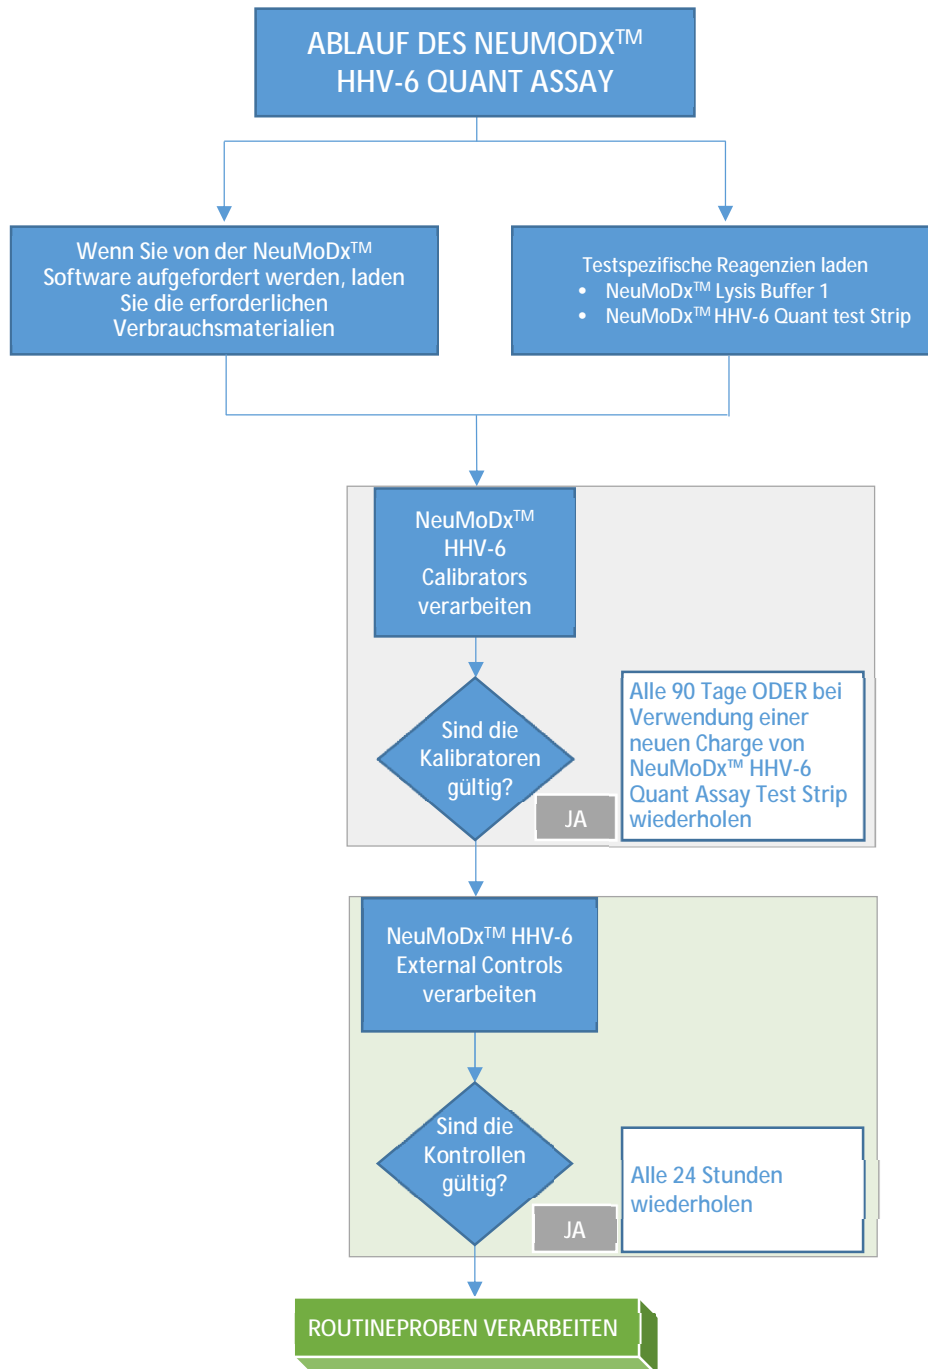 ABLAUF DES NEUMODX™
HHV-6 QUANT ASSAY
Wenn Sie von der NeuMoDx™
Software aufgefordert werden, laden
Sie die erforderlichen
Verbrauchsmaterialien
Testspezifische Reagenzien laden
• NeuMoDx™ Lysis Buffer 1
• NeuMoDx™ HHV-6 Quant test Strip
NeuMoDx™
HHV-6
Calibrators
verarbeiten
Sind die
Kalibratoren
gültig?
JA
Alle 90 Tage ODER bei
Verwendung einer
neuen Charge von
NeuMoDx™ HHV-6
Quant Assay Test Strip
wiederholen
NeuMoDx™ HHV-6
External Controls
verarbeiten
Sind die
Kontrollen
gültig?
JA
Alle 24 Stunden
wiederholen
ROUTINEPROBEN VERARBEITEN